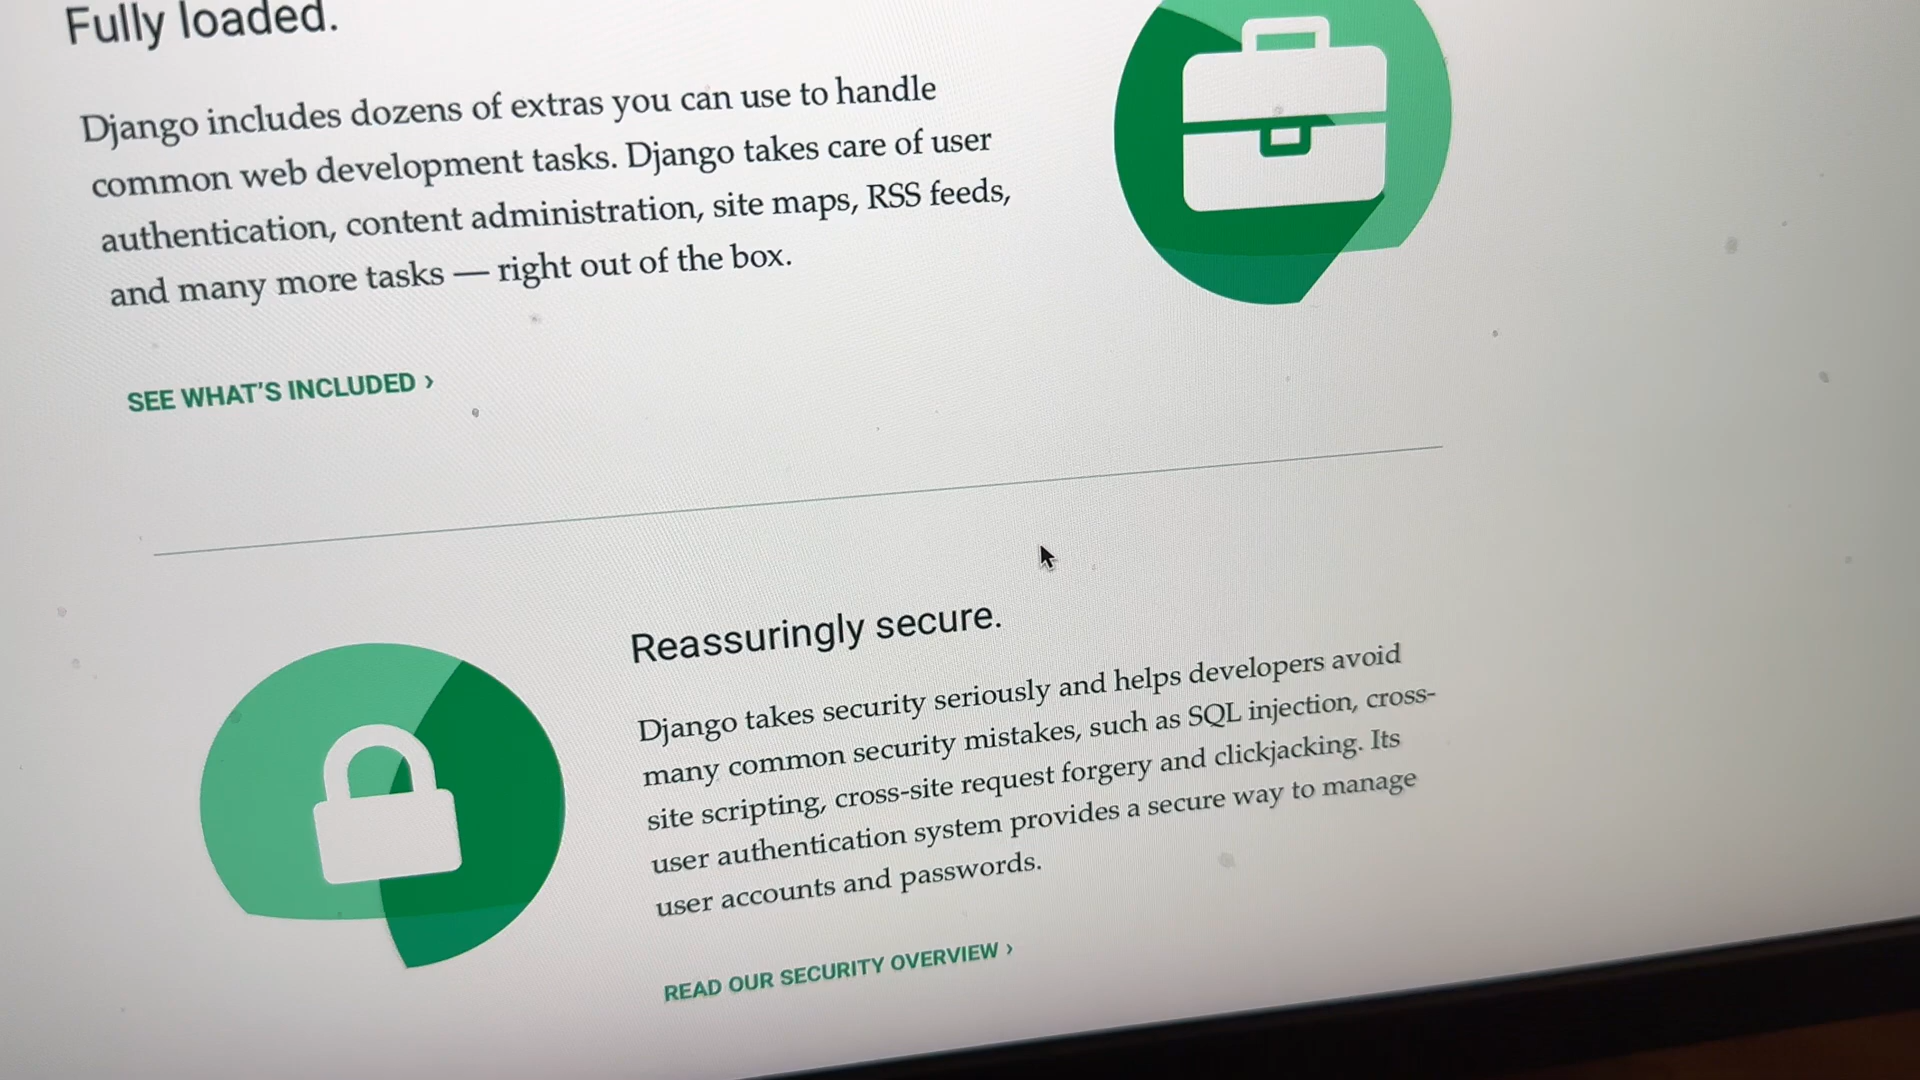 Fully loaded.
Django includes dozens of extras you can use to handle
common web development tasks. Django takes care of user
authentication, content administration, site maps, RSS feeds,
and many more tasks — right out of the box.
SEE WHAT'S INCLUDED ›
Reassuringly secure.
Django takes security seriously and helps developers avoid
many common security mistakes, such as SQL injection, cross-
site scripting, cross-site request forgery and clickjacking. Its
user authentication system provides a secure way to manage
user accounts and passwords.
READ OUR SECURITY OVERVIEW ›